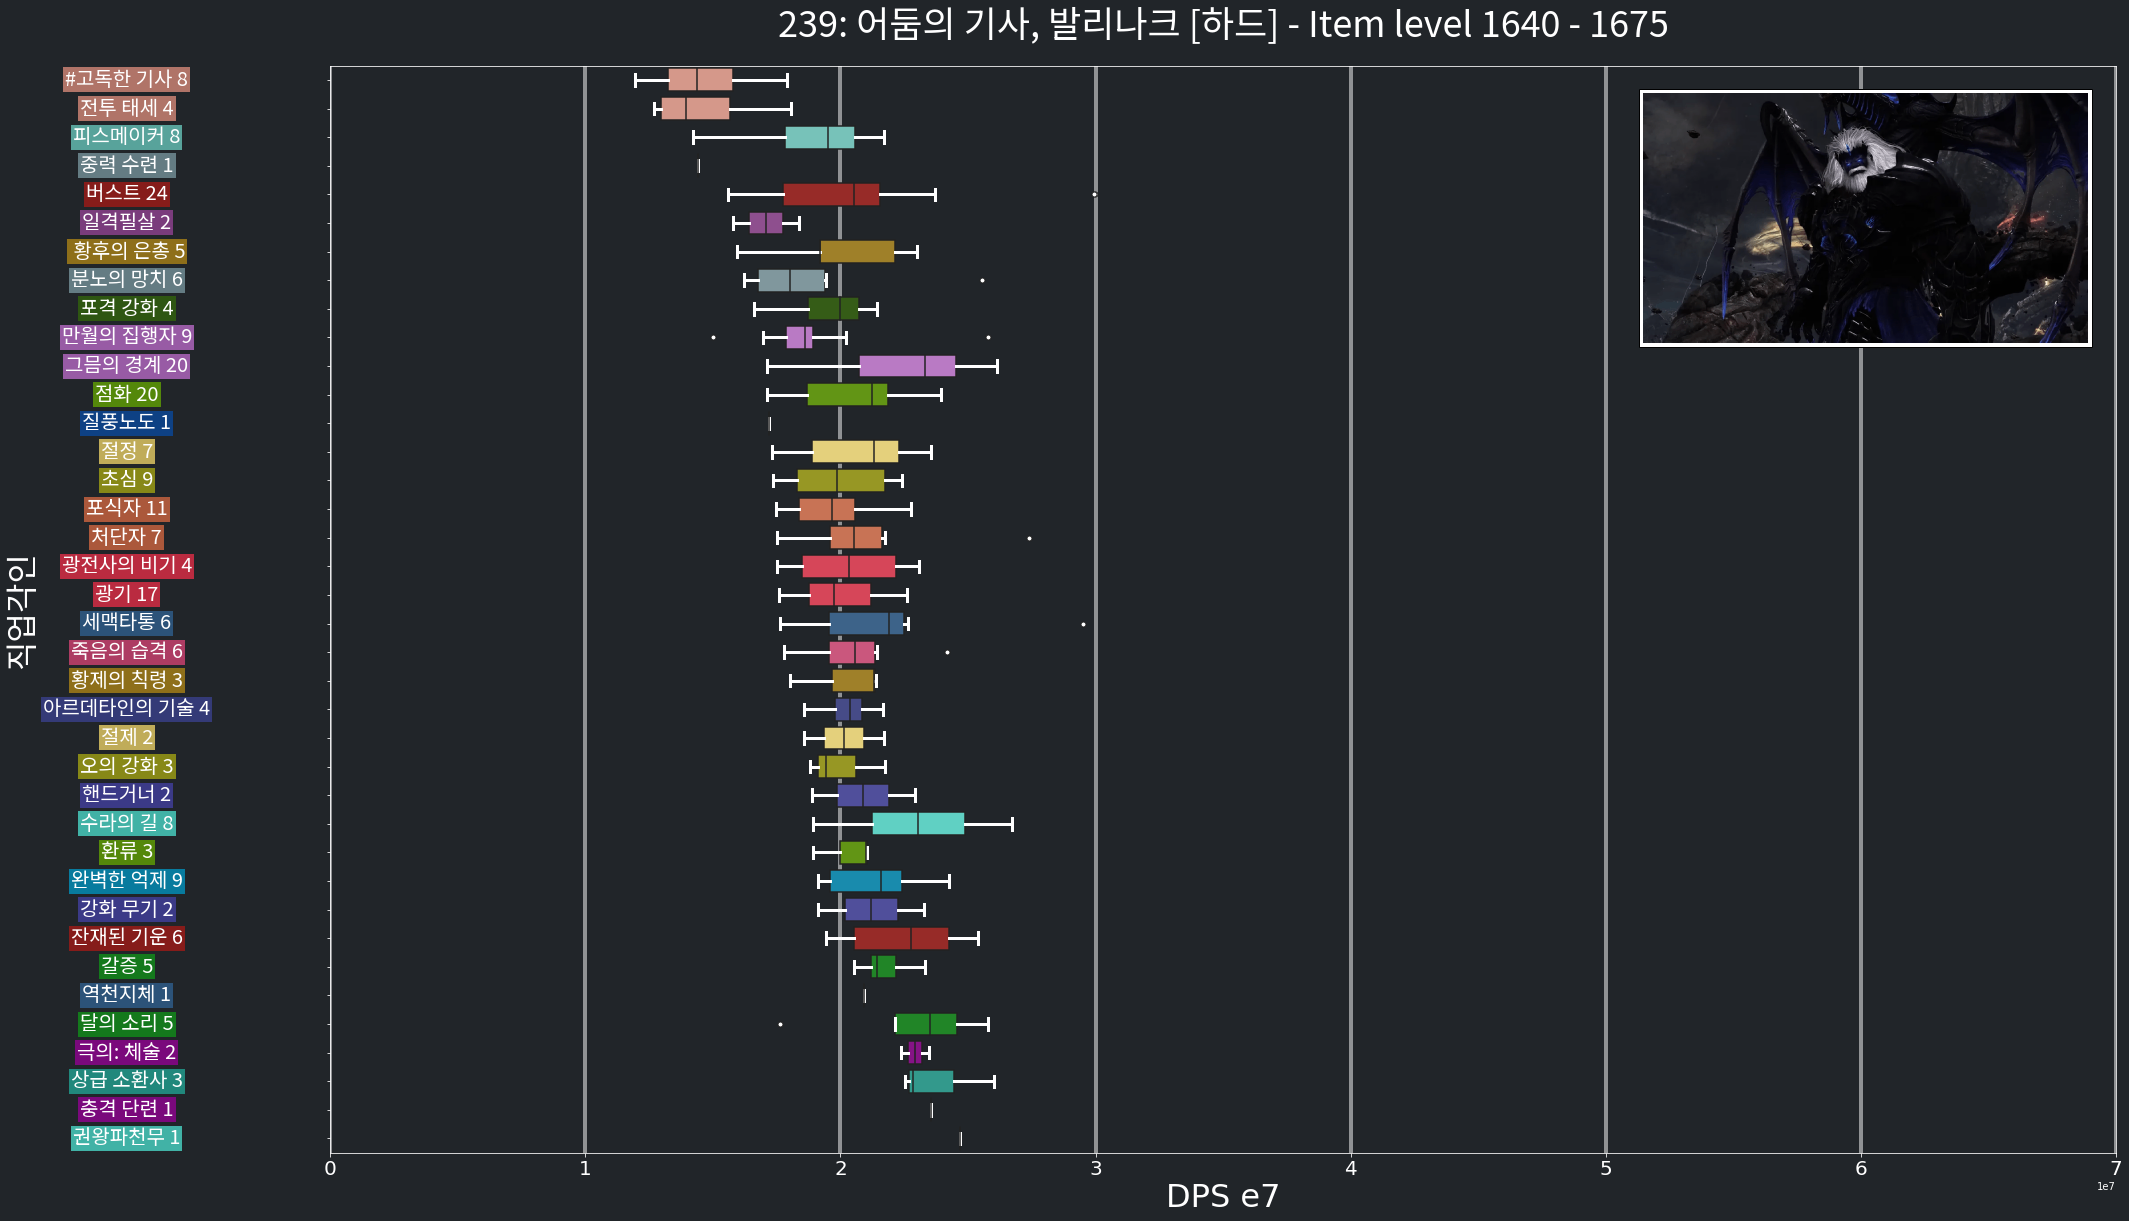 239: 어둠의 기사, 발리나크 [하드] - Item level 1640 - 1675
#고독한 기사 8
전투 태세 4
피스메이커 8
중력 수련 1
버스트 24
일격필살 2
황후의 은총 5
분노의 망치 6
포격 강화 4
만월의 집행자 9
그믐의 경계 20
점화 20
질풍노도 1
절정 7
초심 9
포식자 11
처단자 7
광전사의 비기 4
광기 17
세맥타통 6
죽음의 습격 6
황제의 칙령 3
아르데타인의 기술 4
절제 2
오의 강화 3
핸드거너 2
수라의 길 8
환류 3
완벽한 억제 9
강화 무기 2
잔재된 기운 6
갈증 5
역천지체 1
달의 소리 5
극의: 체술 2
상급 소환사 3
충격 단련 1
권왕파천무 1
직업각인
0 1 2 3 4 5 6 7
1e7
DPS e7